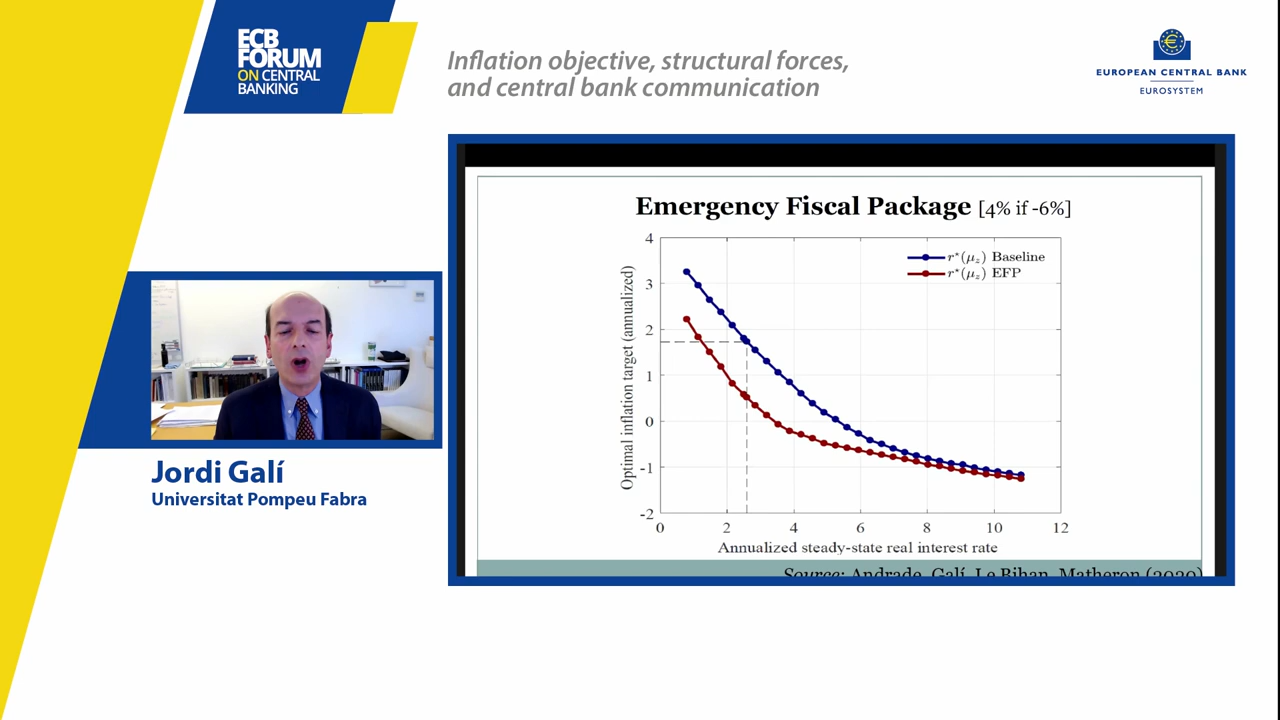 ECB
FORUM
ON CENTRAL
BANKING
Inflation objective, structural forces,
and central bank communication
EUROPEAN CENTRAL BANK
EUROSYSTEM
Emergency Fiscal Package [4% if -6%]
r*(μz) Baseline
r*(μz) EFP
4
3
2
1
0
-1
-2
Optimal inflation target (annualized)
0 2 4 6 8 10 12
Annualized steady-state real interest rate
Source: Andrade, Galí, Le Bihan, Matheron (2020)
Jordi Galí
Universitat Pompeu Fabra